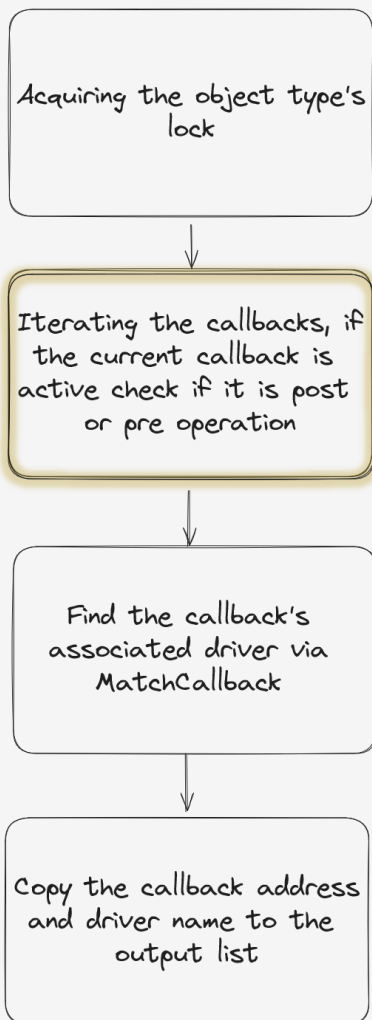 Acquiring the object type's
lock
Iterating the callbacks, if
the current callback is
active check if it is post
or pre operation
Find the callback's
associated driver via
MatchCallback
Copy the callback address
and driver name to the
output list